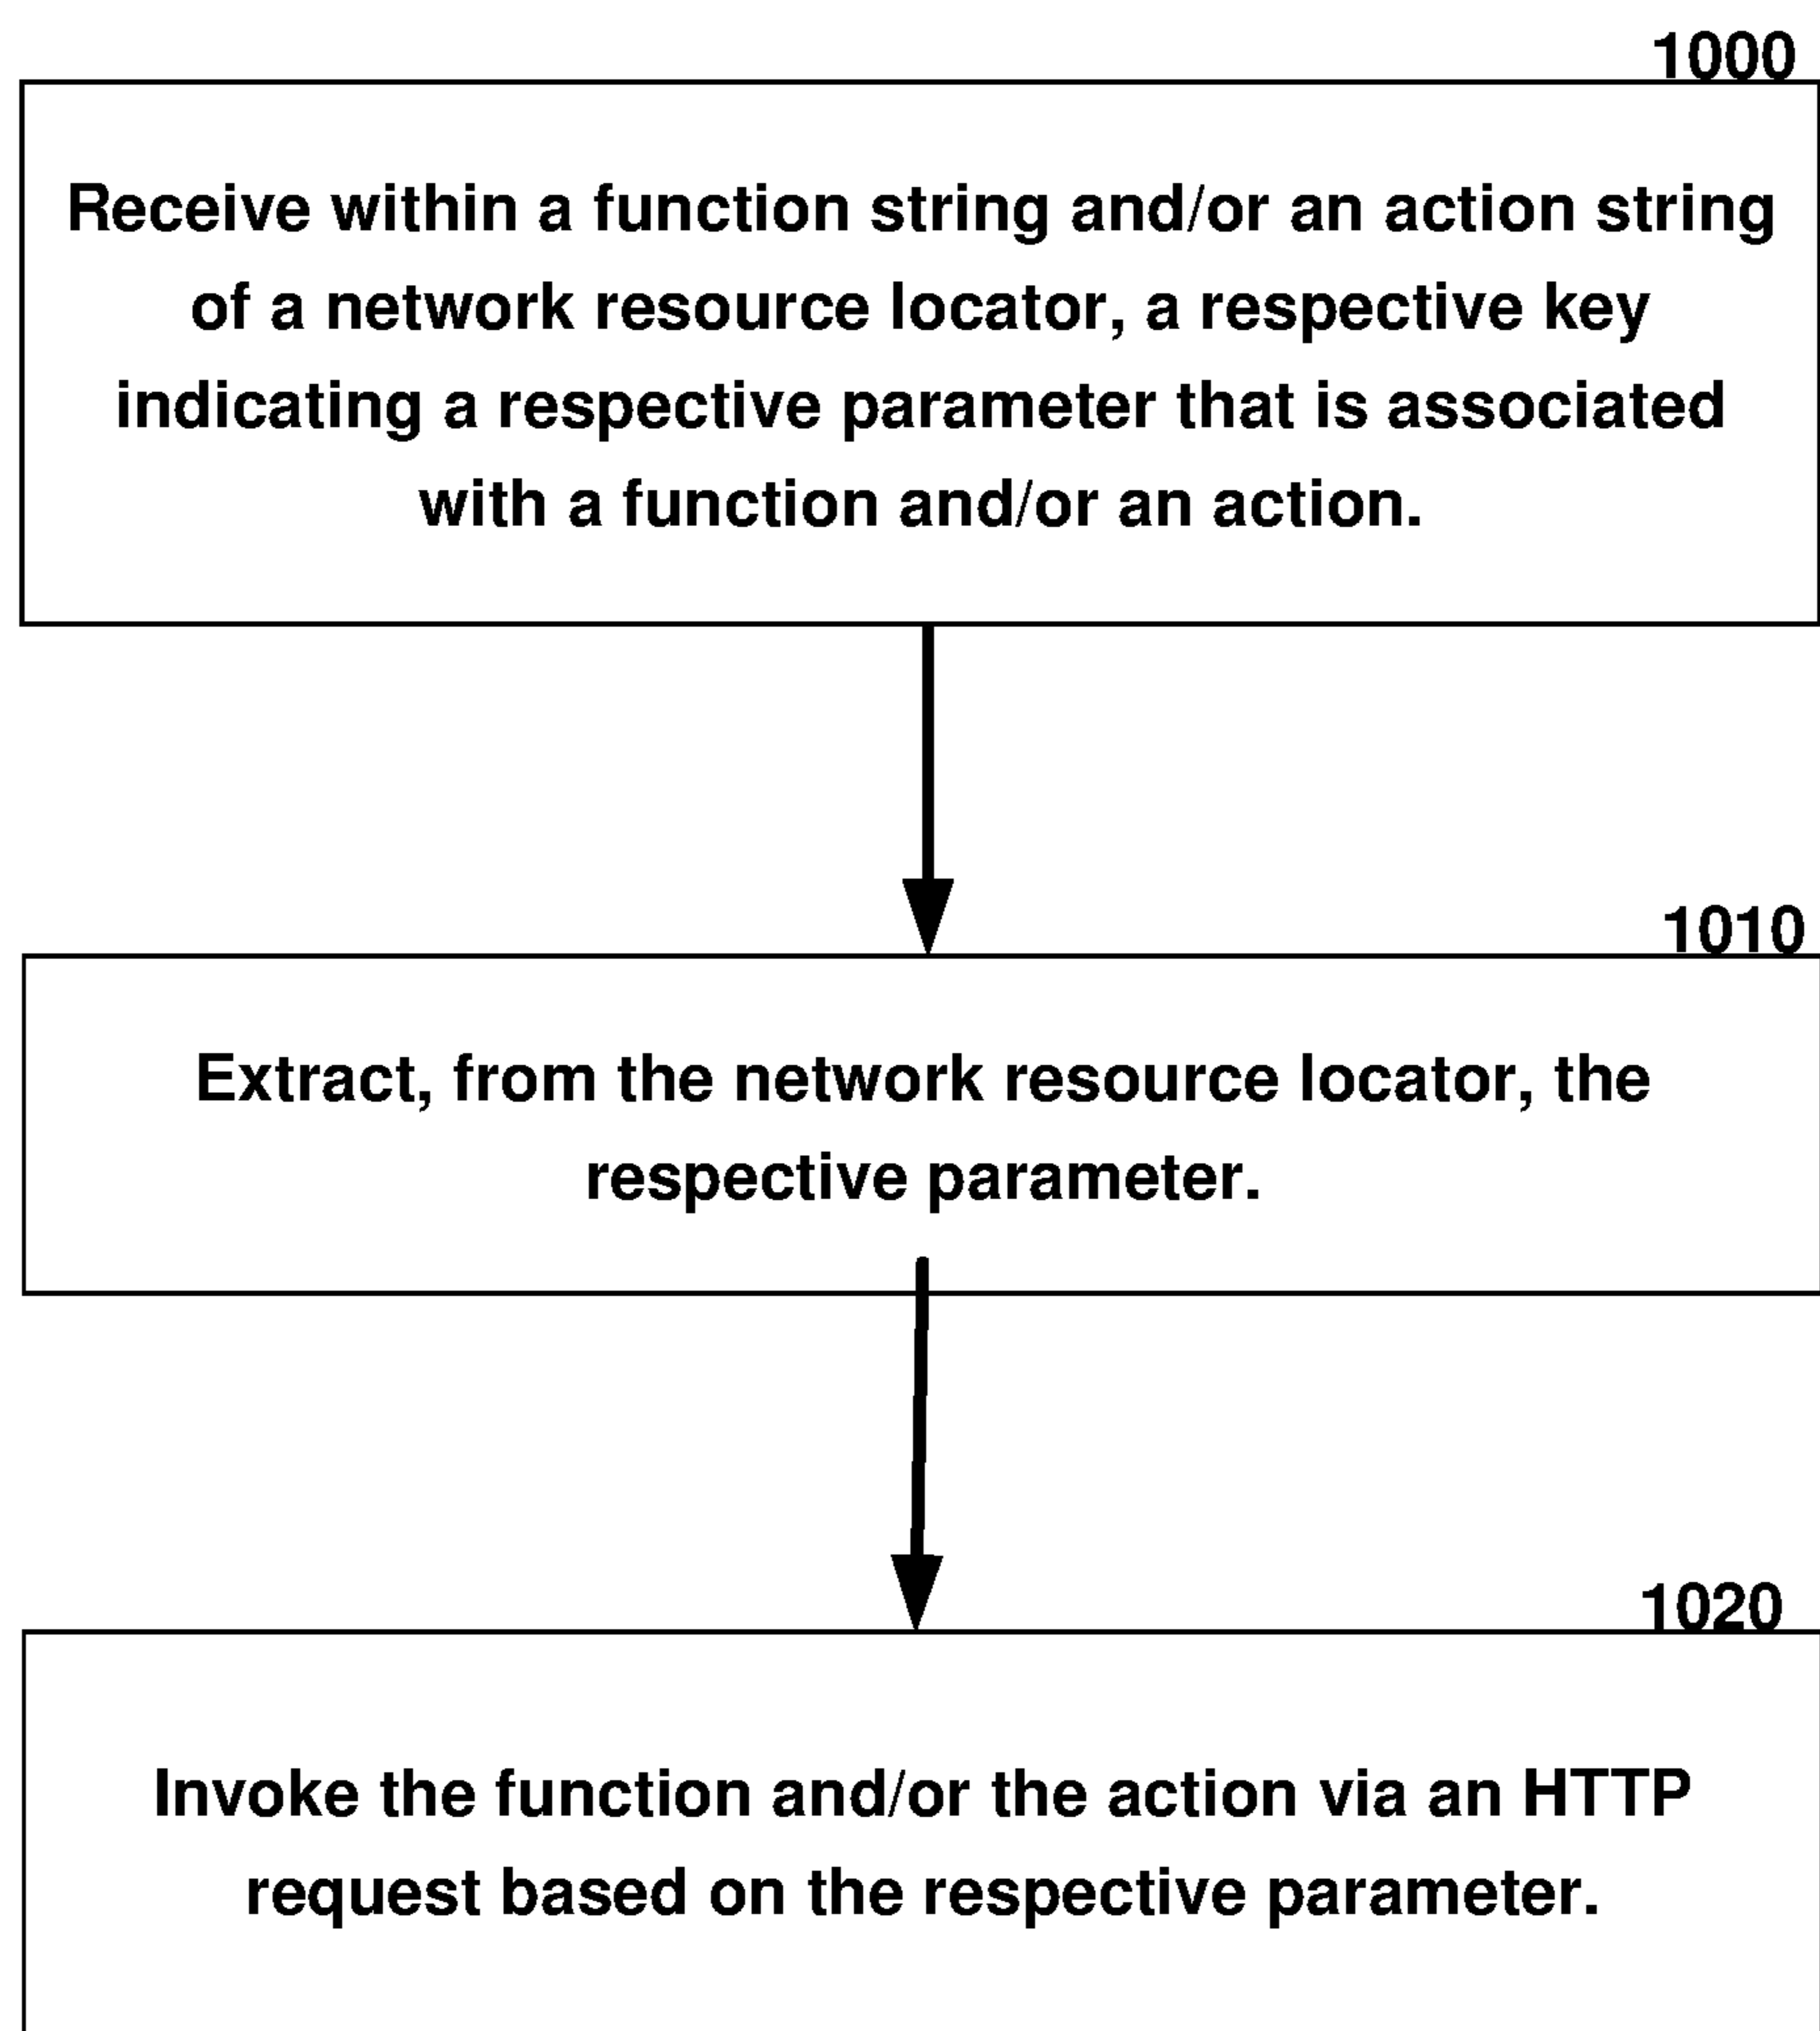 1000
Receive within a function string and/or an action string
of a network resource locator, a respective key
indicating a respective parameter that is associated
with a function and/or an action.
1010
Extract, from the network resource locator, the
respective parameter.
1020
Invoke the function and/or the action via an HTTP
request based on the respective parameter.